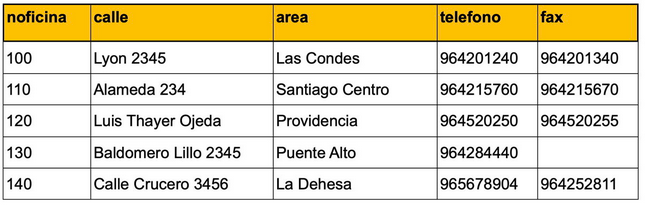 noficina calle area telefono fax
100 Lyon 2345 Las Condes 964201240 964201340
110 Alameda 234 Santiago Centro 964215760 964215670
120 Luis Thayer Ojeda Providencia 964520250 964520255
130 Baldomero Lillo 2345 Puente Alto 964284440
140 Calle Crucero 3456 La Dehesa 965678904 964252811